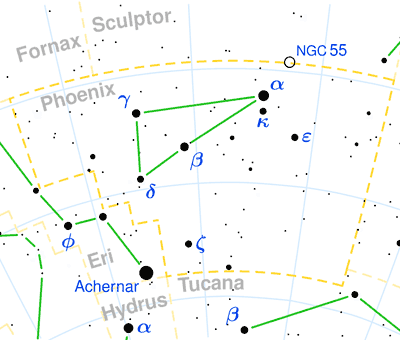 Sculptor
Fornax
NGC 55
Phoenix
α
γ
κ
ε
β
δ
φ
ζ
Eri
Achernar
Tucana
Hydrus
α
β